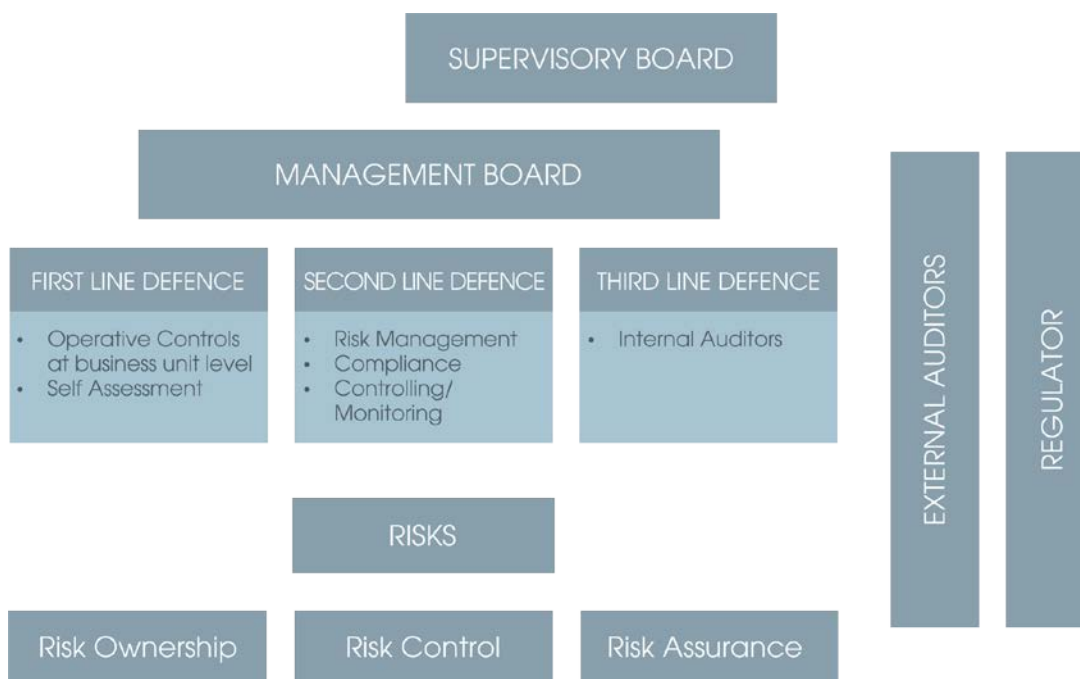 SUPERVISORY BOARD
MANAGEMENT BOARD
FIRST LINE DEFENCE
• Operative Controls
at business unit level
• Self Assessment
SECOND LINE DEFENCE
• Risk Management
• Compliance
• Controlling/
Monitoring
THIRD LINE DEFENCE
• Internal Auditors
RISKS
Risk Ownership
Risk Control
Risk Assurance
EXTERNAL AUDITORS
REGULATOR